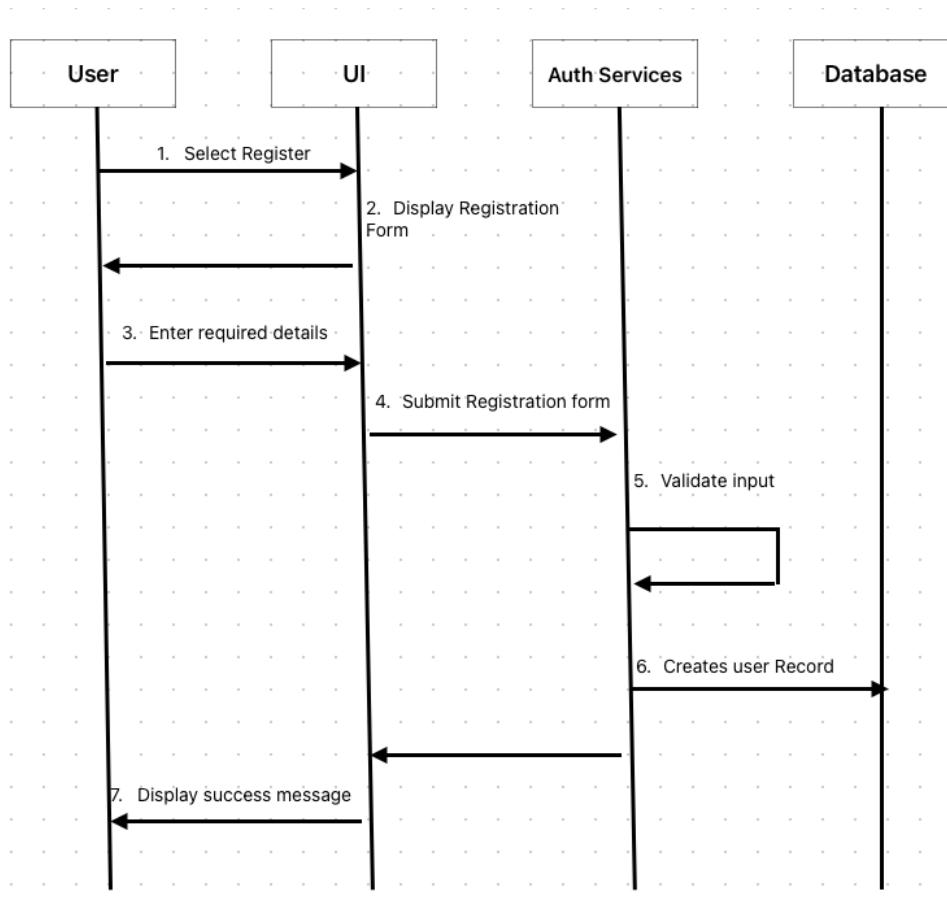 User
UI
Auth Services
Database
1. Select Register
2. Display Registration
Form
3. Enter required details
4. Submit Registration form
5. Validate input
6. Creates user Record
7. Display success message